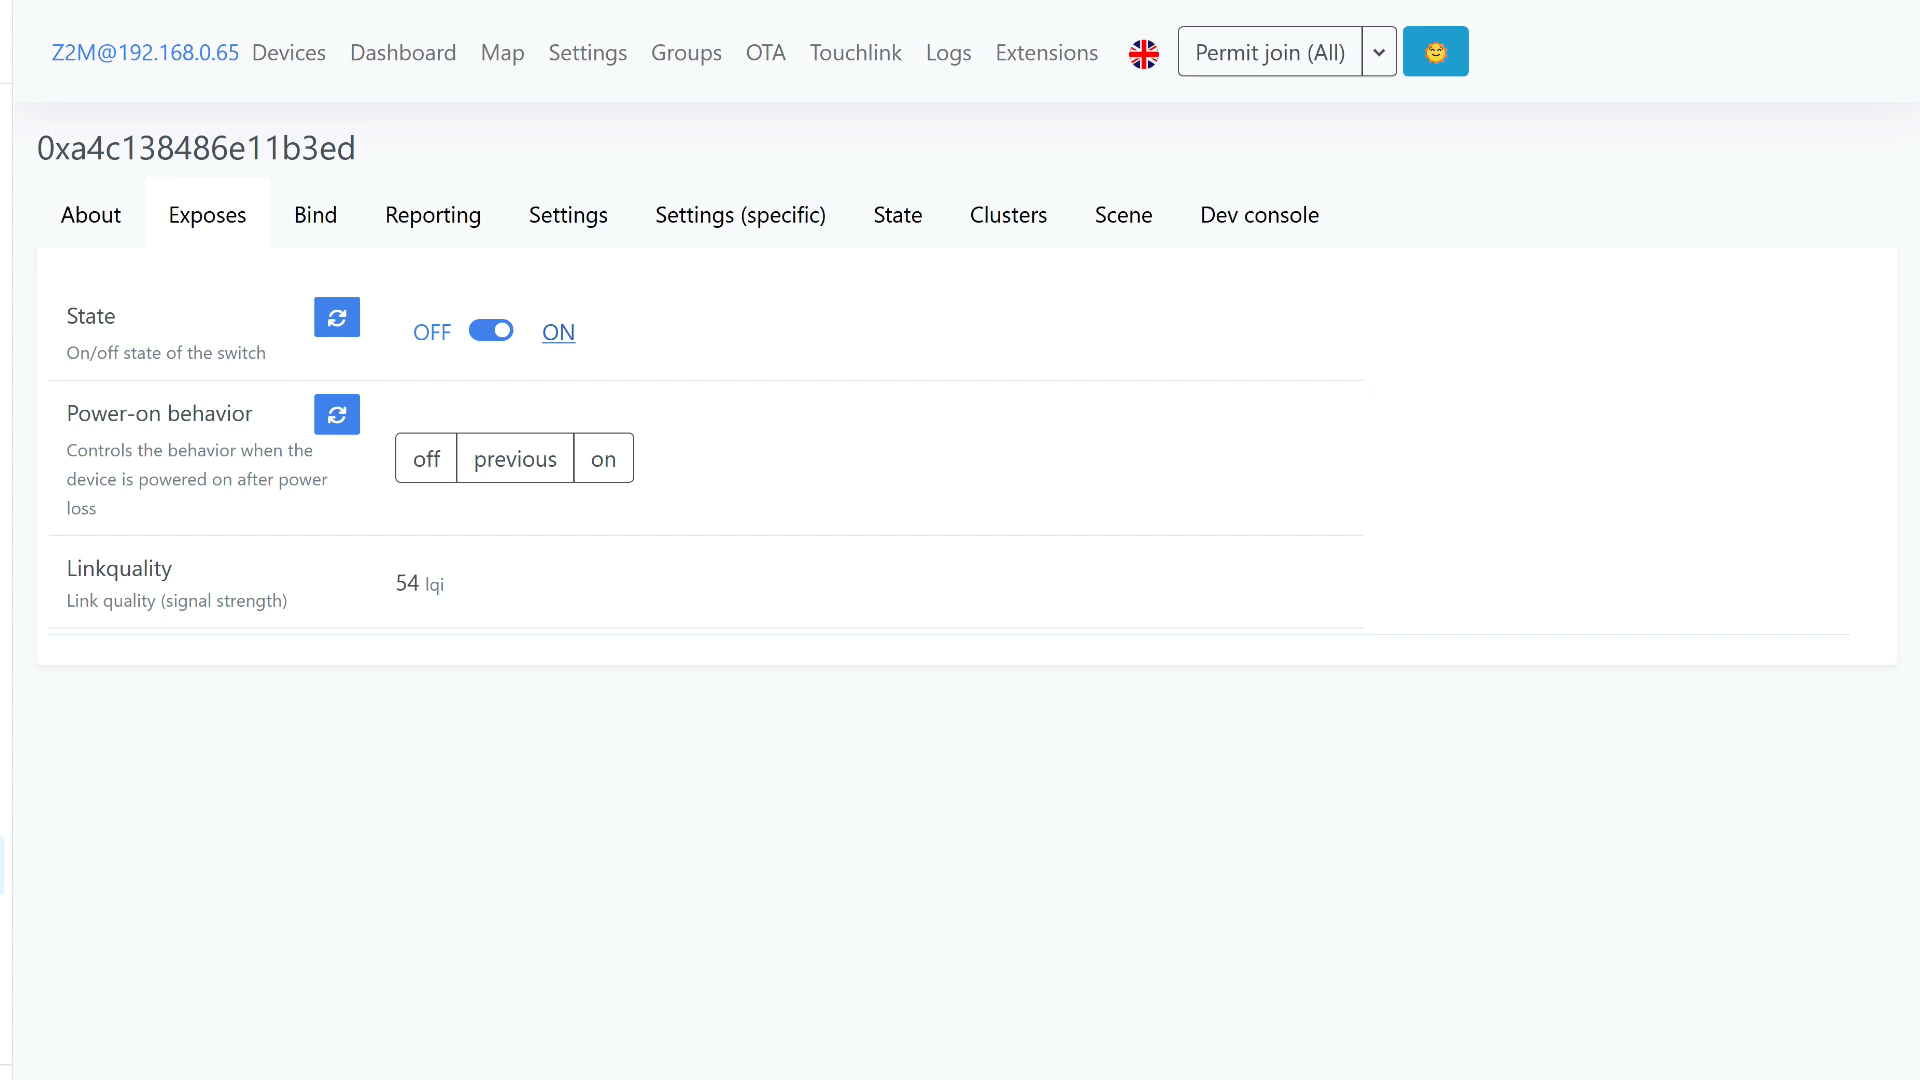 Z2M@192.168.0.65 Devices Dashboard Map Settings Groups OTA Touchlink Logs Extensions Permit join (All)
0xa4c138486e11b3ed
About Exposes Bind Reporting Settings Settings (specific) State Clusters Scene Dev console
State
OFF ON
On/off state of the switch
Power-on behavior
Controls the behavior when the
device is powered on after power
loss
off previous on
Linkquality
Link quality (signal strength)
54 lqi